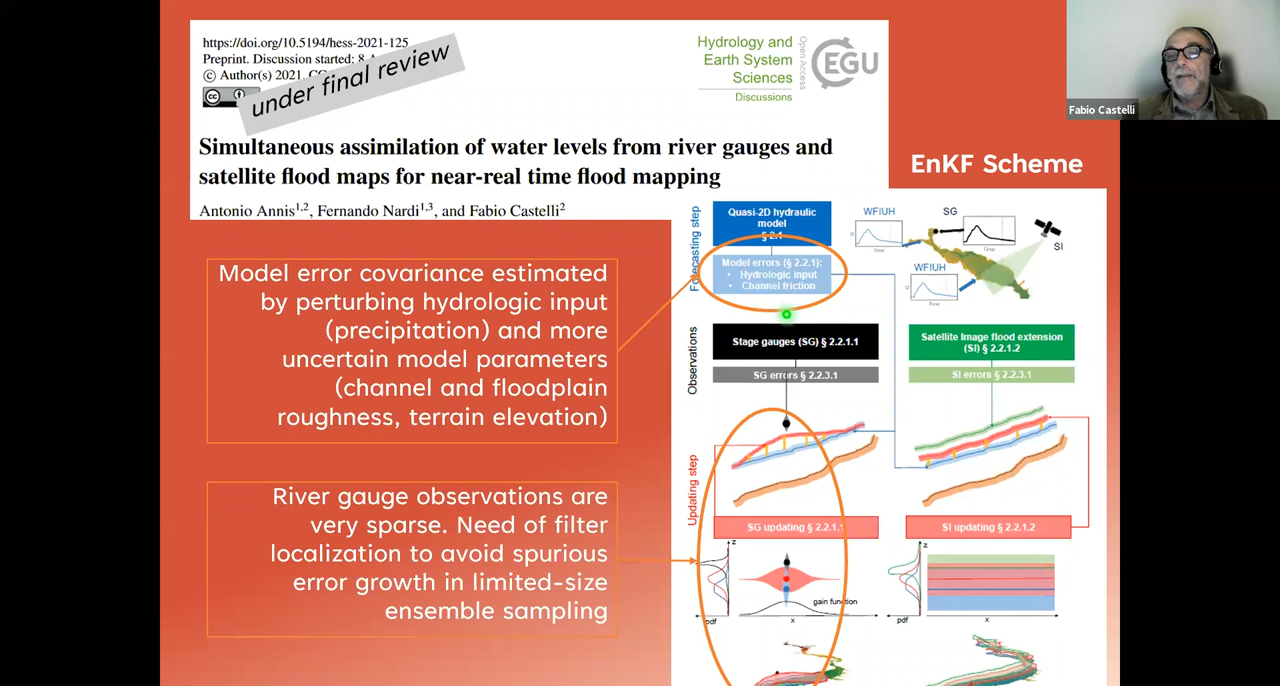 https://doi.org/10.5194/hess-2021-125
Preprint. Discussion started: 8
© Author(s) 2021.
under final review
Hydrology and
Earth System
Sciences
Discussions
Open Access
EGU
Fabio Castelli
Simultaneous assimilation of water levels from river gauges and
satellite flood maps for near-real time flood mapping
Antonio Annis1,2, Fernando Nardi1,3, and Fabio Castelli2
EnKF Scheme
Model error covariance estimated
by perturbing hydrologic input
(precipitation) and more
uncertain model parameters
(channel and floodplain
roughness, terrain elevation)
River gauge observations are
very sparse. Need of filter
localization to avoid spurious
error growth in limited-size
ensemble sampling
Forecasting step
Quasi-2D hydraulic
model
§ 2.1
Model errors (§ 2.2.1):
• Hydrologic input
• Channel friction
WFIUH
SG
SI
Q
Time
WFIUH
Time
Observations
Stage gauges (SG) § 2.2.1.1
SG errors § 2.2.3.1
Satellite Image flood extension
(SI) § 2.2.1.2
SI errors § 2.2.3.1
Updating step
SG updating § 2.2.1.1
SI updating § 2.2.1.2
z
gain function
pdf
x
z
pdf
x